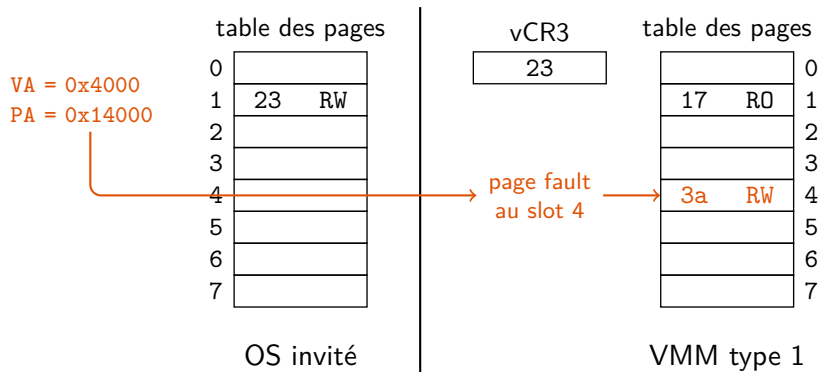 table des pages
vCR3
table des pages
23
VA = 0x4000
PA = 0x14000
0
1 23 RW
2
3
4
5
6
7
0
17 RO 1
2
3
3a RW 4
5
6
7
page fault
au slot 4
OS invité
VMM type 1